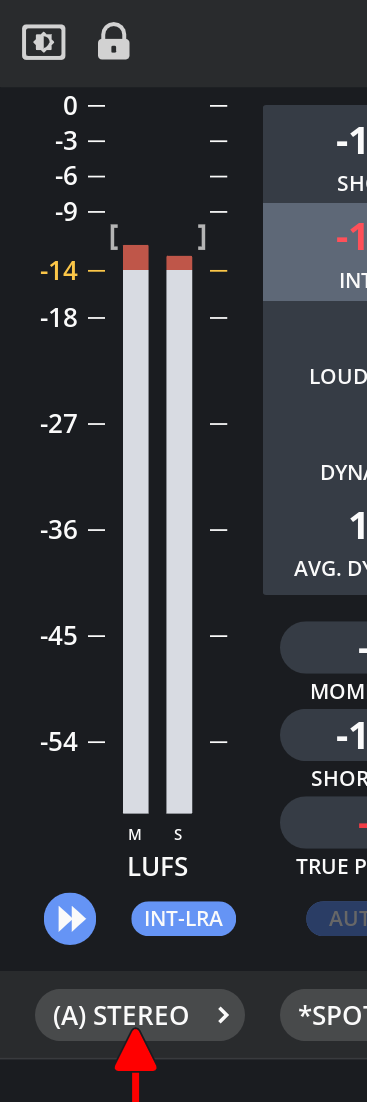 0
-3
-6
-9
-14
-18
-27
-36
-45
-54
M S
LUFS
INT-LRA
(A) STEREO
-1
SH
-1
INT
LOUD
DYNA
1
AVG. DY
-
MOM
-1
SHOR
-
TRUE P
AUT
*SPOT